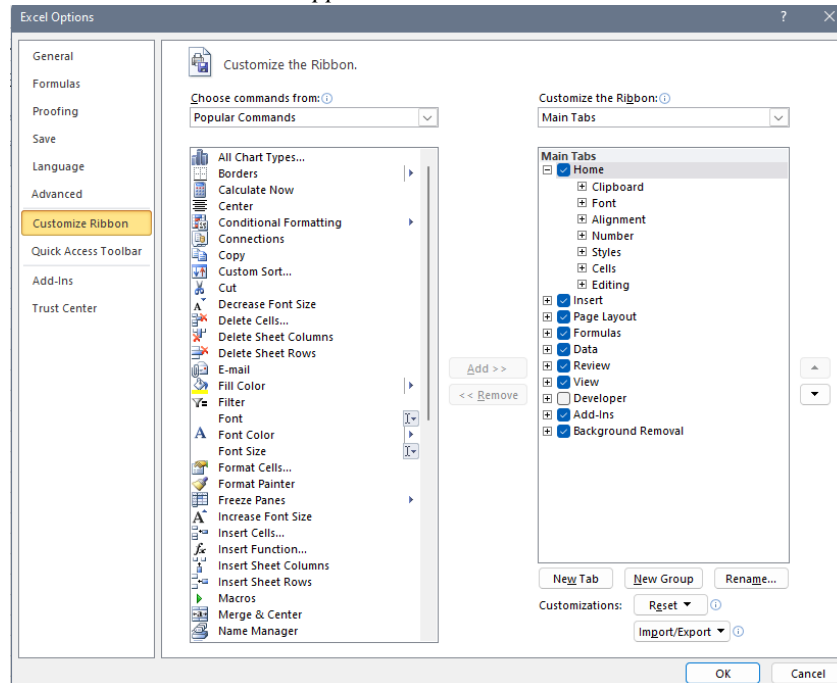 Excel Options
General
Formulas
Proofing
Save
Language
Advanced
Customize Ribbon
Quick Access Toolbar
Add-Ins
Trust Center
Customize the Ribbon.
Choose commands from:
Popular Commands
All Chart Types...
Borders
Calculate Now
Center
Conditional Formatting
Connections
Copy
Custom Sort...
Cut
Decrease Font Size
Delete Cells...
Delete Sheet Columns
Delete Sheet Rows
E-mail
Fill Color
Filter
Font
Font Color
Font Size
Format Cells...
Format Painter
Freeze Panes
Increase Font Size
Insert Cells...
Insert Function...
Insert Sheet Columns
Insert Sheet Rows
Macros
Merge & Center
Name Manager
Add >>
<< Remove
Customize the Ribbon:
Main Tabs
Main Tabs
Home
Clipboard
Font
Alignment
Number
Styles
Cells
Editing
Insert
Page Layout
Formulas
Data
Review
View
Developer
Add-Ins
Background Removal
New Tab New Group Rename...
Customizations: Reset
Import/Export
OK Cancel